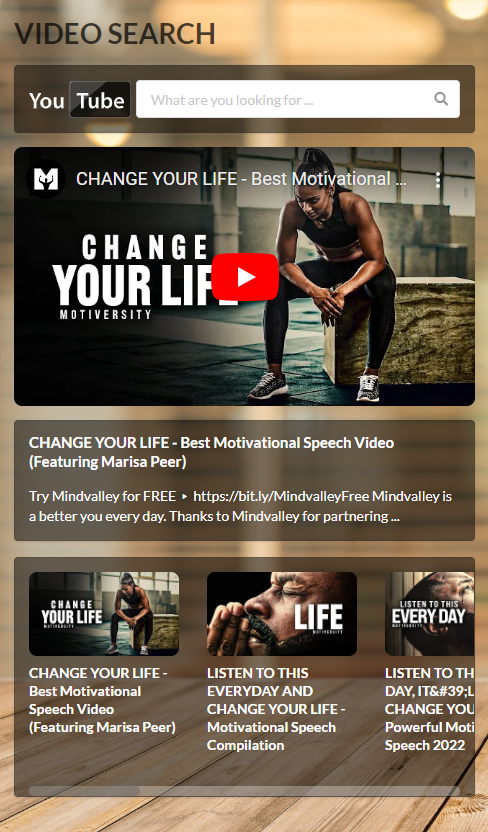 VIDEO SEARCH
You Tube
What are you looking for ...
CHANGE YOUR LIFE - Best Motivational ...
CHANGE
YOUR LIFE
MOTIVERSITY
CHANGE YOUR LIFE - Best Motivational Speech Video
(Featuring Marisa Peer)
Try Mindvalley for FREE ‣ https://bit.ly/MindvalleyFree Mindvalley is
a better you every day. Thanks to Mindvalley for partnering ...
CHANGE
YOUR LIFE
MOTIVERSITY
LIFE
MOTIVERSITY
LISTEN TO THIS
EVERY DAY
MOTIVERSITY
CHANGE YOUR LIFE -
Best Motivational
Speech Video
(Featuring Marisa Peer)
LISTEN TO THIS
EVERYDAY AND
CHANGE YOUR LIFE -
Motivational Speech
Compilation
LISTEN TO TH
DAY, IT&#39;L
CHANGE YOU
Powerful Moti
Speech 2022